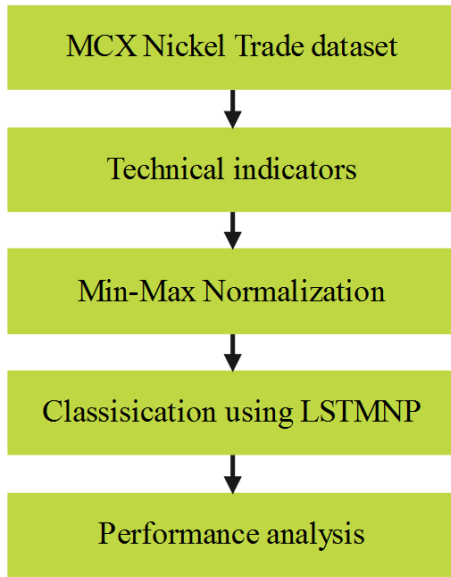 MCX Nickel Trade dataset
Technical indicators
Min-Max Normalization
Classisication using LSTMNP
Performance analysis